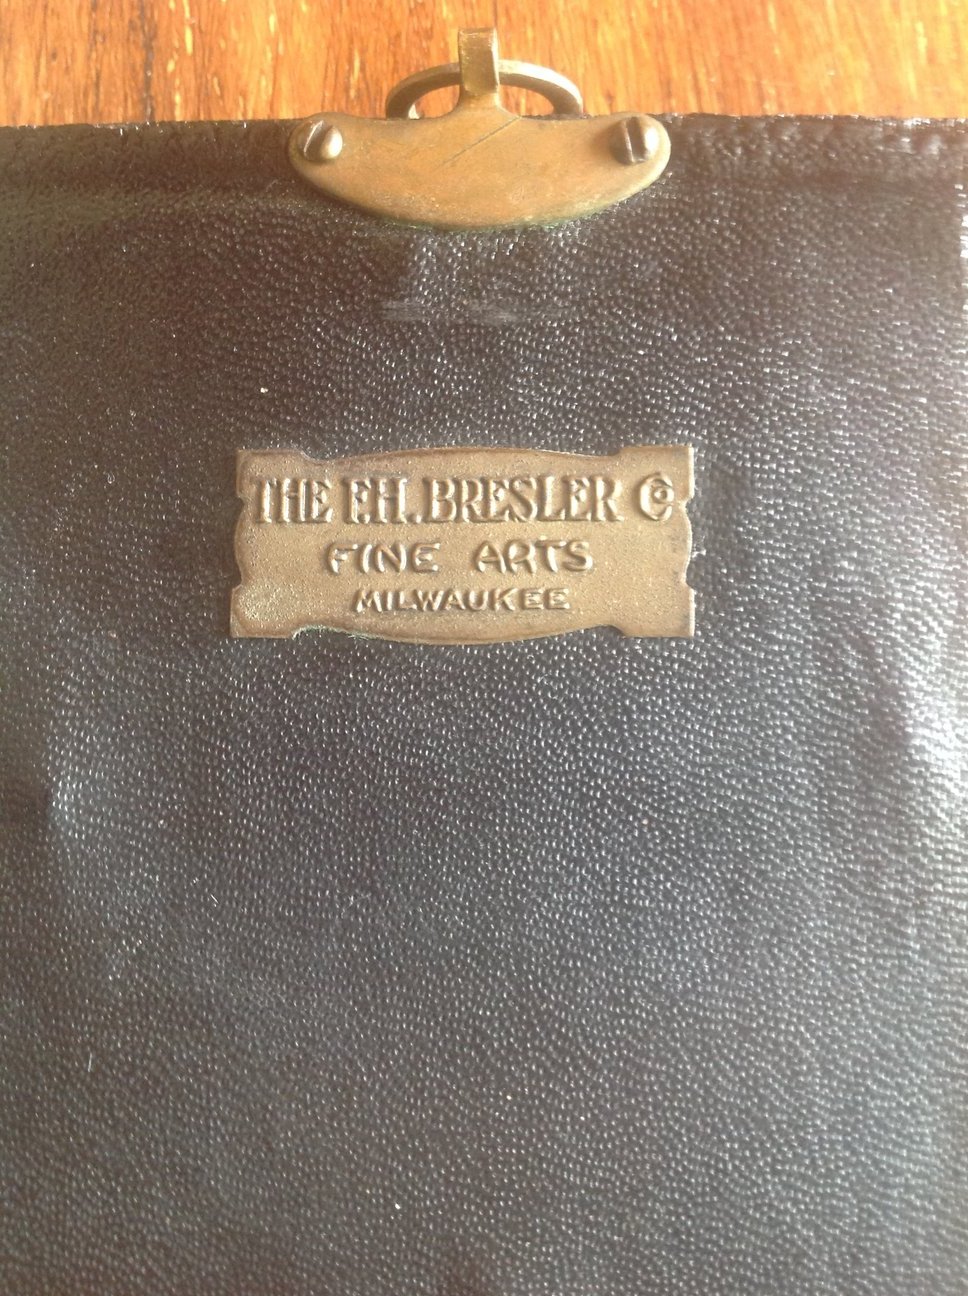 THE F.H. BRESLER Co
FINE ARTS
MILWAUKEE